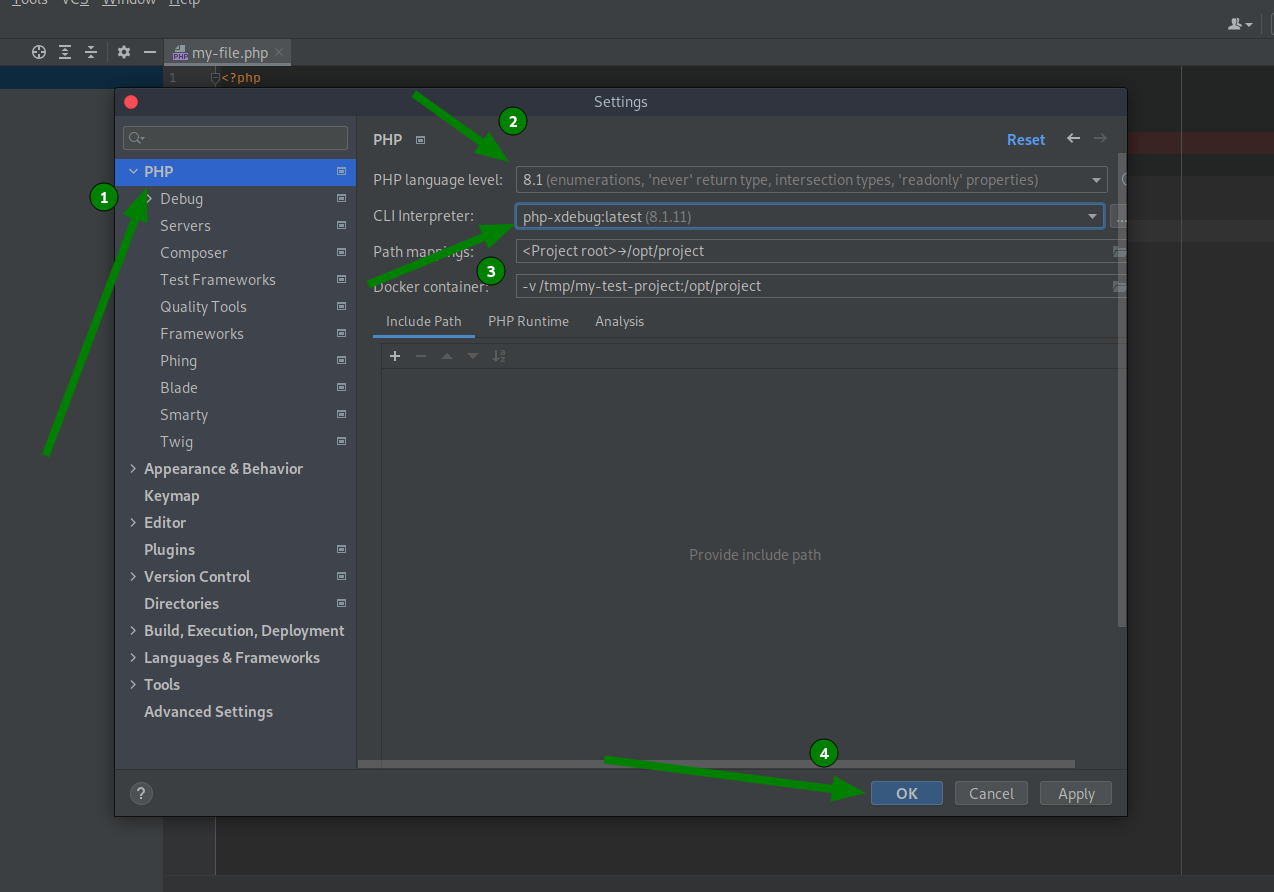 Tools VCS Window Help
my-file.php
1 <?php
Settings
PHP
Debug
Servers
Composer
Test Frameworks
Quality Tools
Frameworks
Phing
Blade
Smarty
Twig
Appearance & Behavior
Keymap
Editor
Plugins
Version Control
Directories
Build, Execution, Deployment
Languages & Frameworks
Tools
Advanced Settings
1
2
PHP
Reset
PHP language level: 8.1 (enumerations, 'never' return type, intersection types, 'readonly' properties)
CLI Interpreter: php-xdebug:latest (8.1.11) ...
Path mappings: <Project root>→/opt/project
3
Docker container: -v /tmp/my-test-project:/opt/project
Include Path PHP Runtime Analysis
Provide include path
4
? OK Cancel Apply